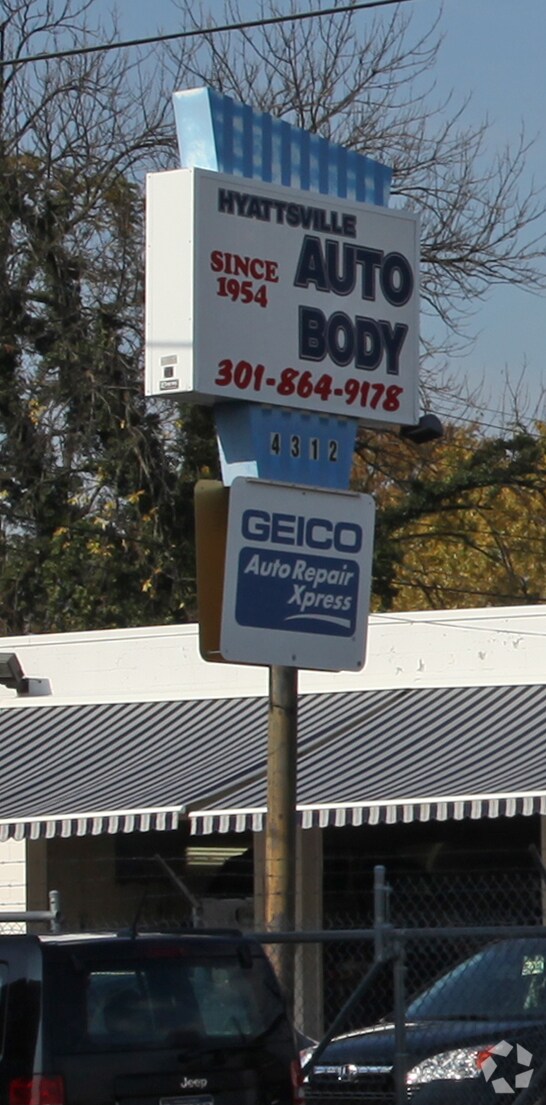 HYATTSVILLE
SINCE
1954
AUTO
BODY
301-864-9178
4312
GEICO
Auto Repair
Xpress
Jeep